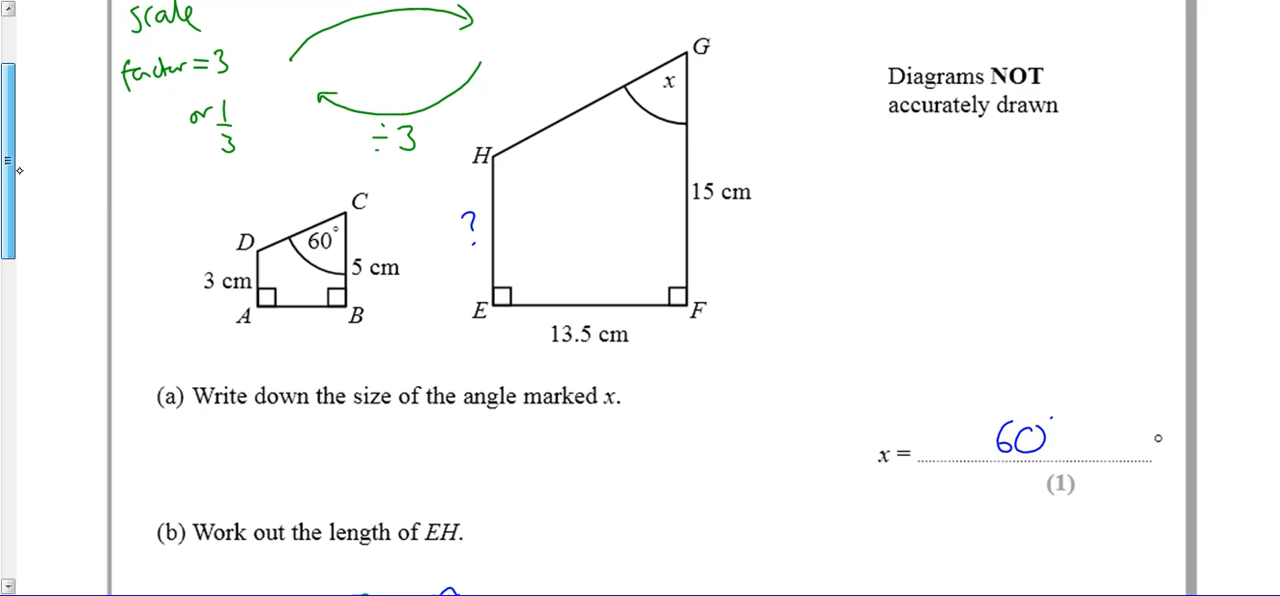 scale
factor = 3
or 1/3
÷3
G
x
Diagrams NOT
accurately drawn
H
15 cm
?
C
D
60°
5 cm
3 cm
A
B
E
F
13.5 cm
(a) Write down the size of the angle marked x.
60
x = ........................................ °
(1)
(b) Work out the length of EH.